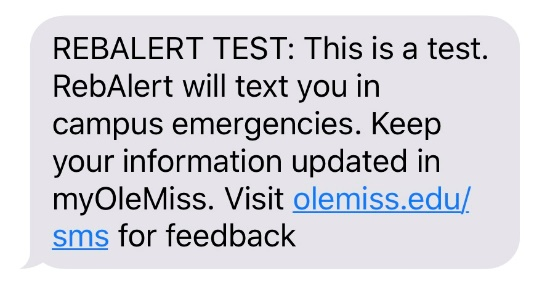 REBALERT TEST: This is a test.
RebAlert will text you in
campus emergencies. Keep
your information updated in
myOleMiss. Visit olemiss.edu/
sms for feedback